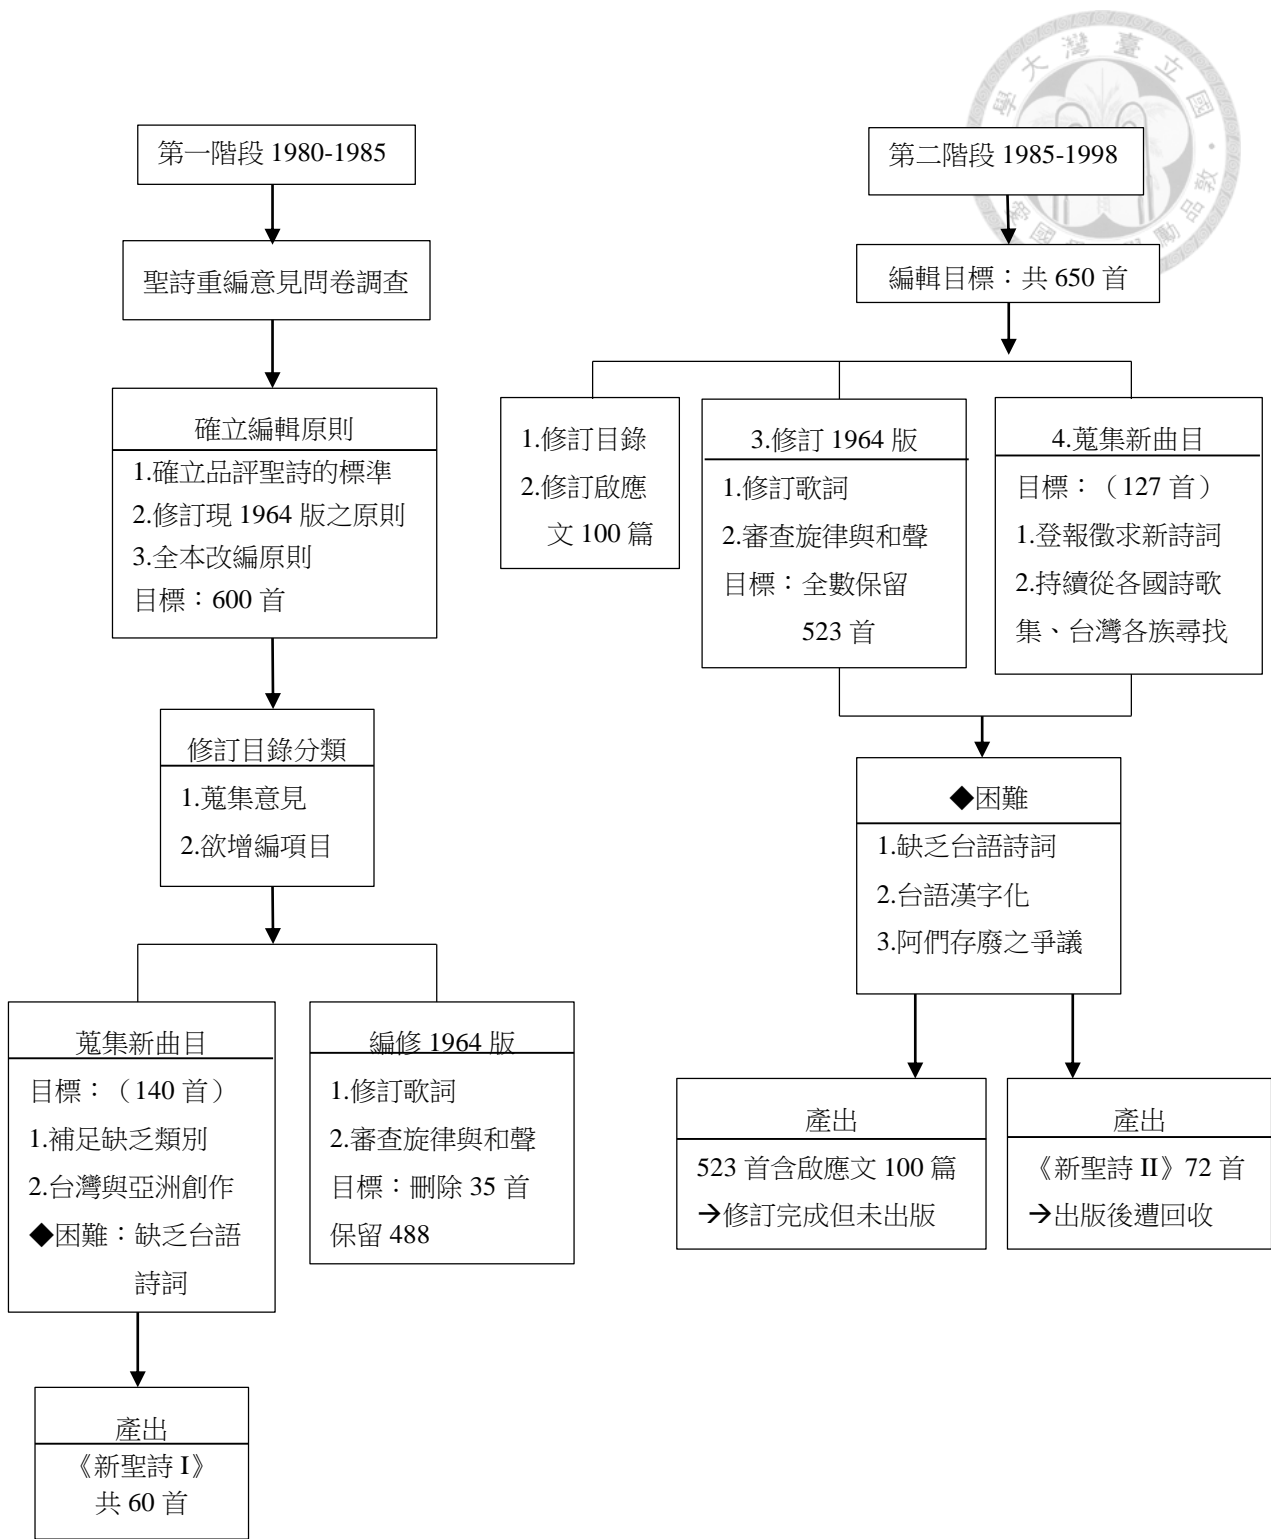 第一階段 1980-1985
聖詩重編意見問卷調查
確立編輯原則
1.確立品評聖詩的標準
2.修訂現 1964 版之原則
3.全本改編原則
目標：600 首
修訂目錄分類
1.蒐集意見
2.欲增編項目
蒐集新曲目
目標：（140 首）
1.補足缺乏類別
2.台灣與亞洲創作
◆困難：缺乏台語
詩詞
編修 1964 版
1.修訂歌詞
2.審查旋律與和聲
目標：刪除 35 首
保留 488
產出
《新聖詩 I》
共 60 首
第二階段 1985-1998
編輯目標：共 650 首
1.修訂目錄
2.修訂啟應
文 100 篇
3.修訂 1964 版
1.修訂歌詞
2.審查旋律與和聲
目標：全數保留
523 首
4.蒐集新曲目
目標：（127 首）
1.登報徵求新詩詞
2.持續從各國詩歌
集、台灣各族尋找
◆困難
1.缺乏台語詩詞
2.台語漢字化
3.阿們存廢之爭議
產出
523 首含啟應文 100 篇
→修訂完成但未出版
產出
《新聖詩 II》72 首
→出版後遭回收
學大灣臺立國